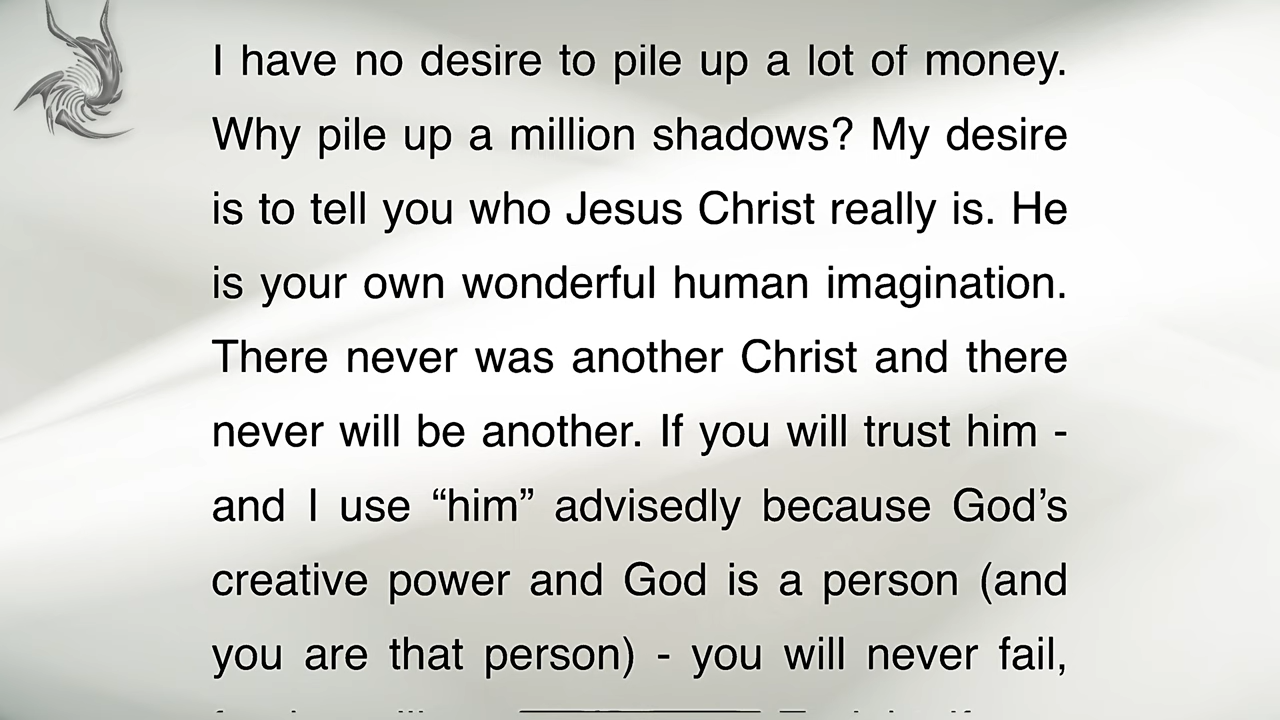 I have no desire to pile up a lot of money.
Why pile up a million shadows? My desire
is to tell you who Jesus Christ really is. He
is your own wonderful human imagination.
There never was another Christ and there
never will be another. If you will trust him -
and I use “him” advisedly because God’s
creative power and God is a person (and
you are that person) - you will never fail,